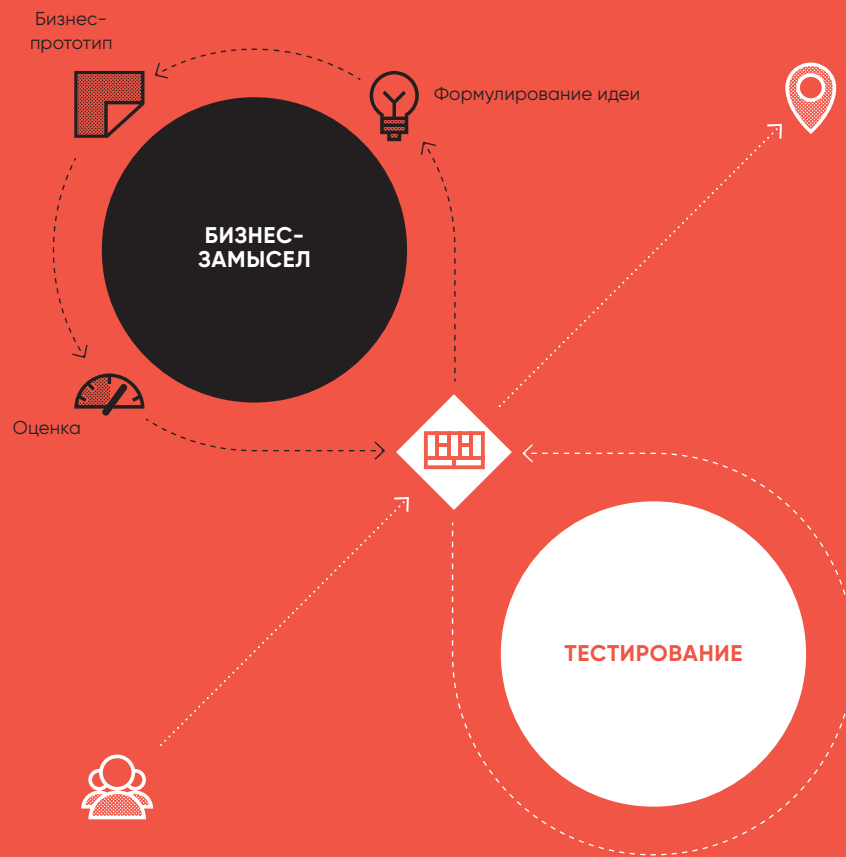 Бизнес-
прототип
Формулирование идеи
БИЗНЕС-
ЗАМЫСЕЛ
Оценка
ТЕСТИРОВАНИЕ